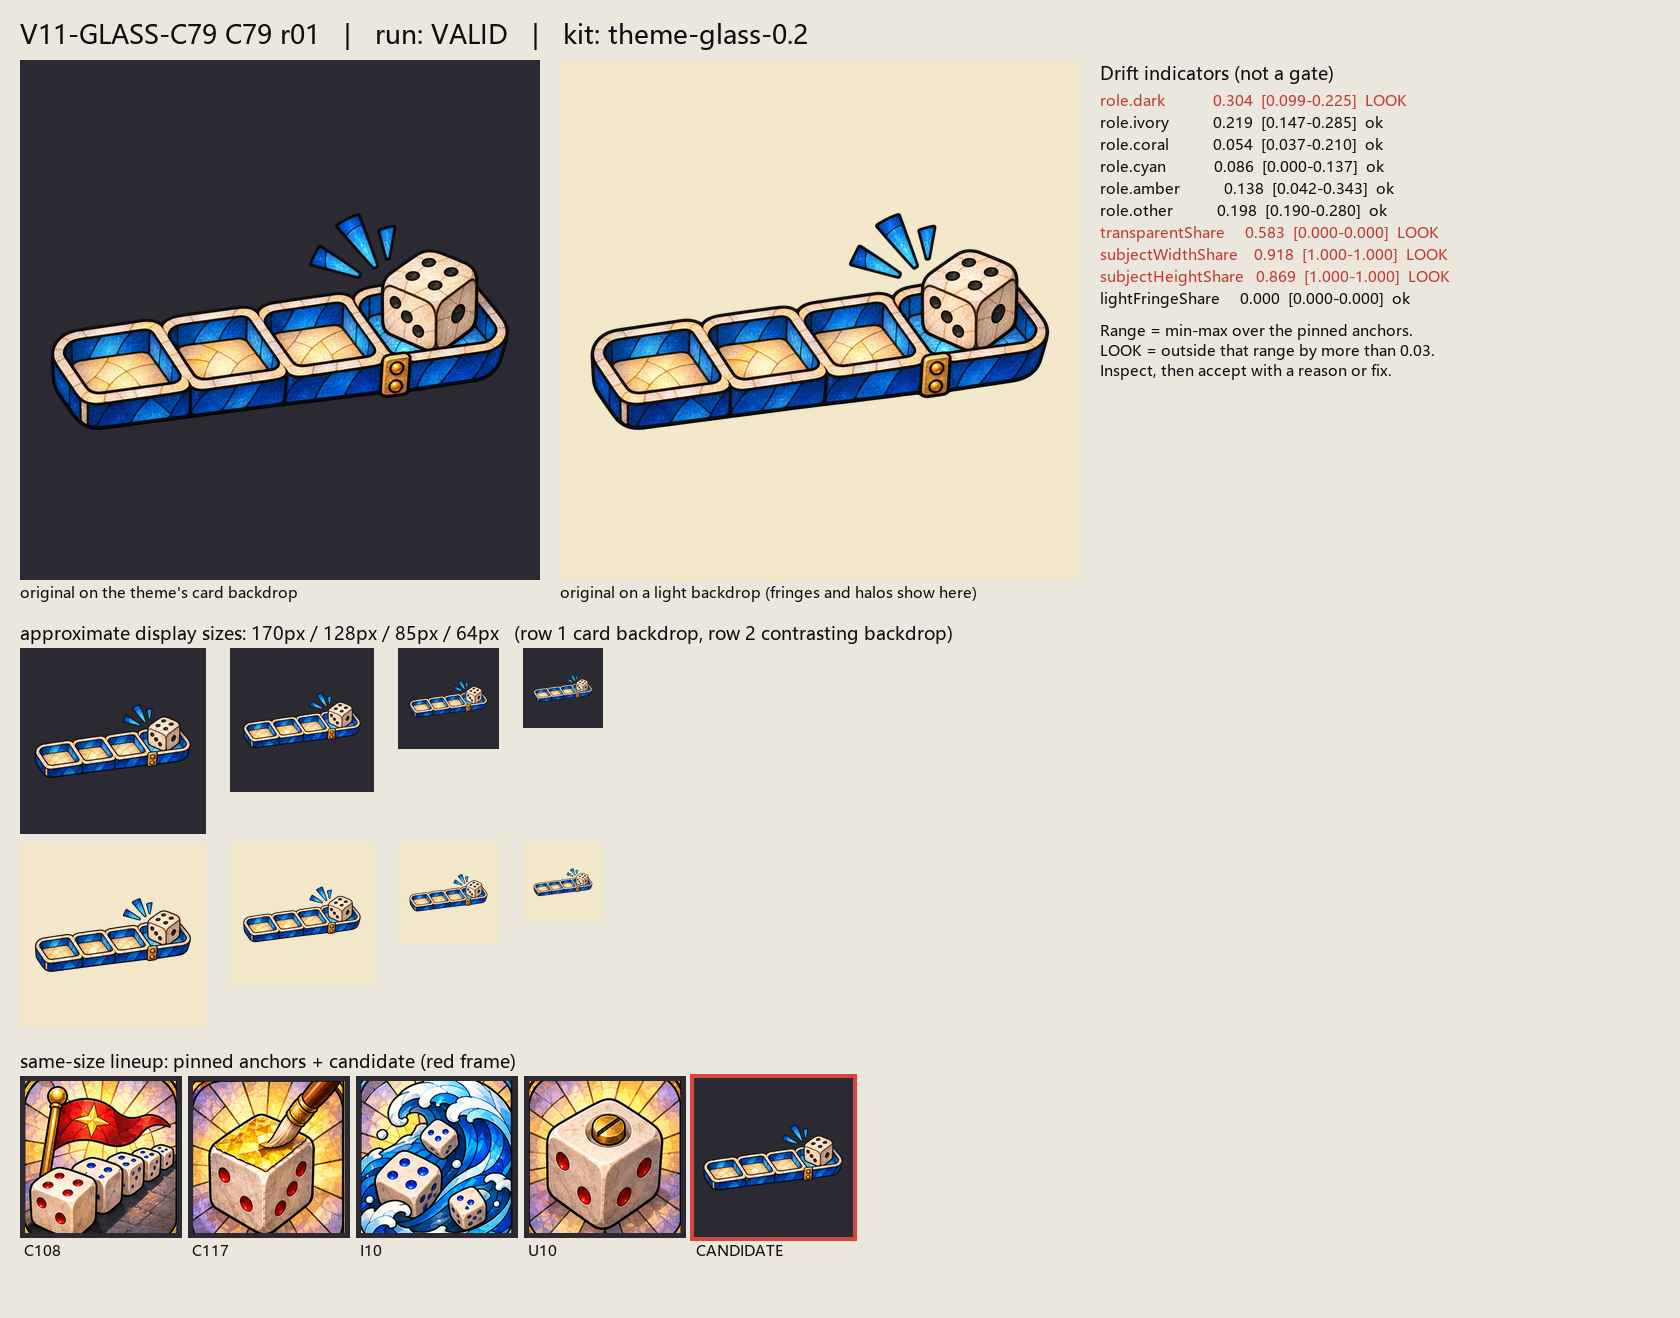 V11-GLASS-C79 C79 r01 | run: VALID | kit: theme-glass-0.2
Drift indicators (not a gate)
role.dark 0.304 [0.099-0.225] LOOK
role.ivory 0.219 [0.147-0.285] ok
role.coral 0.054 [0.037-0.210] ok
role.cyan 0.086 [0.000-0.137] ok
role.amber 0.138 [0.042-0.343] ok
role.other 0.198 [0.190-0.280] ok
transparentShare 0.583 [0.000-0.000] LOOK
subjectWidthShare 0.918 [1.000-1.000] LOOK
subjectHeightShare 0.869 [1.000-1.000] LOOK
lightFringeShare 0.000 [0.000-0.000] ok
Range = min-max over the pinned anchors.
LOOK = outside that range by more than 0.03.
Inspect, then accept with a reason or fix.
original on the theme's card backdrop
original on a light backdrop (fringes and halos show here)
approximate display sizes: 170px / 128px / 85px / 64px (row 1 card backdrop, row 2 contrasting backdrop)
same-size lineup: pinned anchors + candidate (red frame)
C108
C117
I10
U10
CANDIDATE